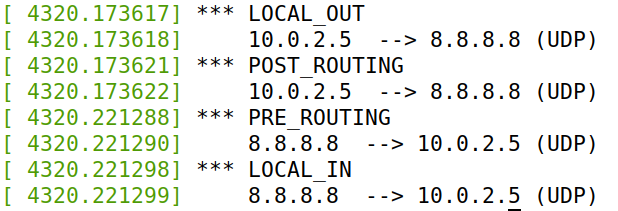 [ 4320.173617] *** LOCAL_OUT
[ 4320.173618]     10.0.2.5  --> 8.8.8.8 (UDP)
[ 4320.173621] *** POST_ROUTING
[ 4320.173622]     10.0.2.5  --> 8.8.8.8 (UDP)
[ 4320.221288] *** PRE_ROUTING
[ 4320.221290]     8.8.8.8  --> 10.0.2.5 (UDP)
[ 4320.221298] *** LOCAL_IN
[ 4320.221299]     8.8.8.8  --> 10.0.2.5 (UDP)